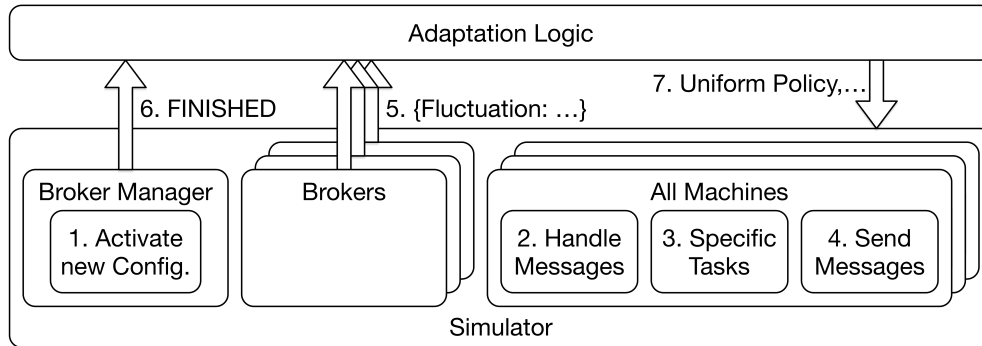 Adaptation Logic
6. FINISHED
5. {Fluctuation: …}
7. Uniform Policy,…
Broker Manager
1. Activate
new Config.
Brokers
All Machines
2. Handle
Messages
3. Specific
Tasks
4. Send
Messages
Simulator